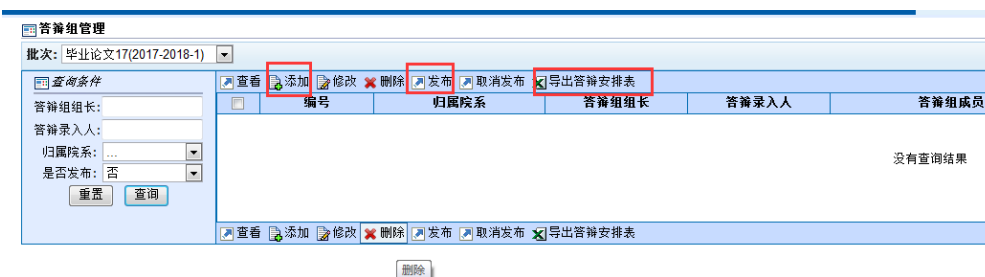 答辩组管理
批次: 毕业论文17(2017-2018-1)
查询条件
答辩组组长:
答辩录入人:
归属院系: ...
是否发布: 否
重置 查询
查看 添加 修改 删除 发布 取消发布 导出答辩安排表
编号 归属院系 答辩组组长 答辩录入人 答辩组成员
没有查询结果
查看 添加 修改 删除 发布 取消发布 导出答辩安排表
删除